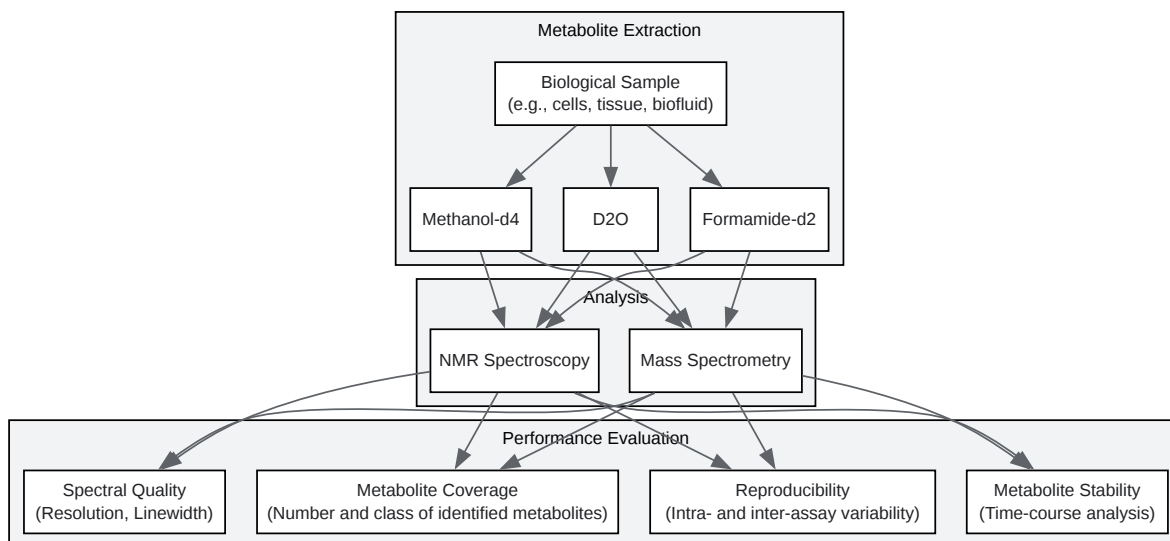 Metabolite Extraction
Biological Sample
(e.g., cells, tissue, biofluid)
Methanol-d4
D2O
Formamide-d2
Analysis
NMR Spectroscopy
Mass Spectrometry
Performance Evaluation
Spectral Quality
(Resolution, Linewidth)
Metabolite Coverage
(Number and class of identified metabolites)
Reproducibility
(Intra- and inter-assay variability)
Metabolite Stability
(Time-course analysis)